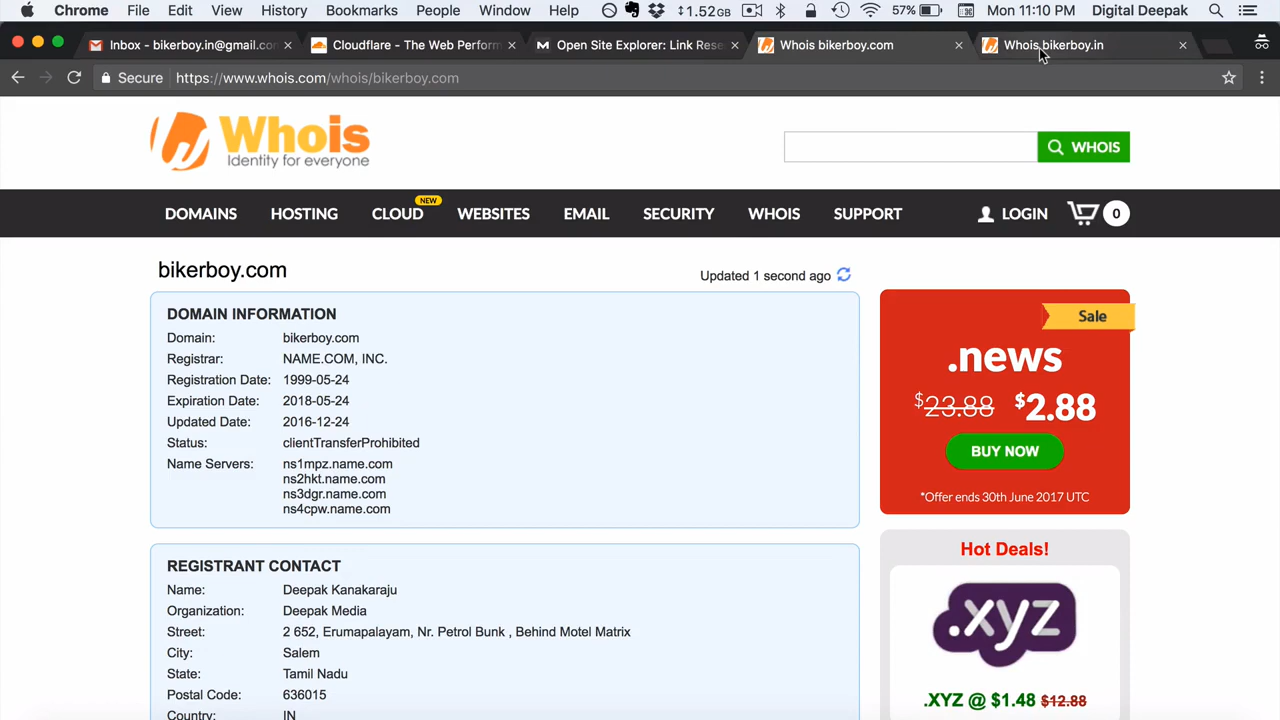 Chrome File Edit View History Bookmarks People Window Help 1.52GB 57% Mon 11:10 PM Digital Deepak
Inbox - bikerboy.in@gmail.co
Cloudflare - The Web Perform
Open Site Explorer: Link Rese
Whois bikerboy.com
Whois bikerboy.in
Secure https://www.whois.com/whois/bikerboy.com
Whois
Identity for everyone
WHOIS
NEW
DOMAINS HOSTING CLOUD WEBSITES EMAIL SECURITY WHOIS SUPPORT LOGIN 0
bikerboy.com
Updated 1 second ago
DOMAIN INFORMATION
Domain: bikerboy.com
Registrar: NAME.COM, INC.
Registration Date: 1999-05-24
Expiration Date: 2018-05-24
Updated Date: 2016-12-24
Status: clientTransferProhibited
Name Servers: ns1mpz.name.com
ns2hkt.name.com
ns3dgr.name.com
ns4cpw.name.com
REGISTRANT CONTACT
Name: Deepak Kanakaraju
Organization: Deepak Media
Street: 2 652, Erumapalayam, Nr. Petrol Bunk , Behind Motel Matrix
City: Salem
State: Tamil Nadu
Postal Code: 636015
Country: IN
Sale
.news
$23.88 $2.88
BUY NOW
*Offer ends 30th June 2017 UTC
Hot Deals!
.xyz
.XYZ @ $1.48 $12.88